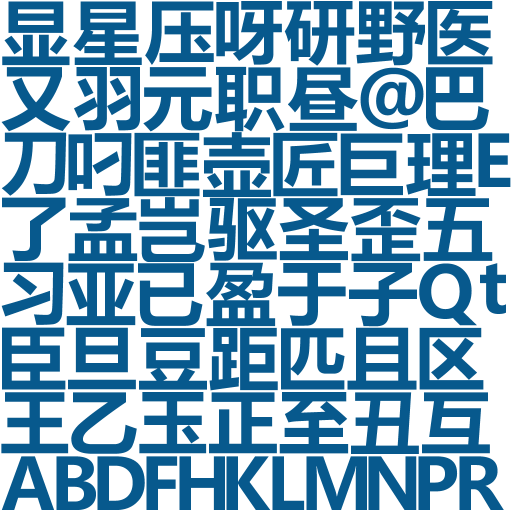 显星压呀研野医
又羽元职昼@巴
刀叼匪壶匠巨理E
了孟岂驱圣歪五
习亚已盈于子Qt
臣旦豆距匹且区
王乙玉正至丑互
ABDFHKLMNPR